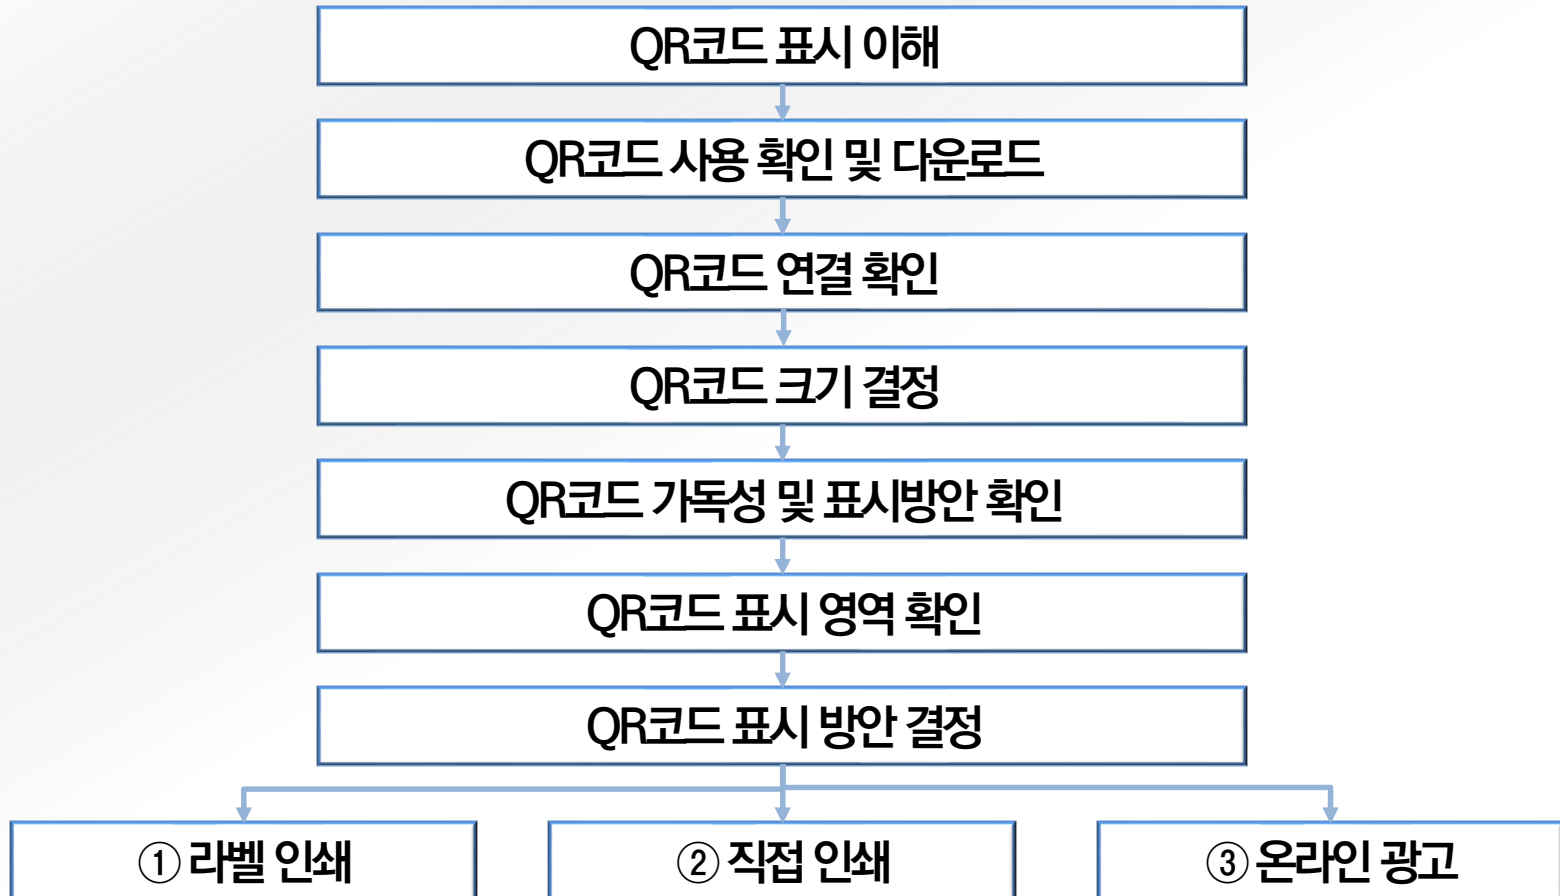 QR코드 표시 이해
QR코드 사용 확인 및 다운로드
QR코드 연결 확인
QR코드 크기 결정
QR코드 가독성 및 표시방안 확인
QR코드 표시 영역 확인
QR코드 표시 방안 결정
① 라벨 인쇄
② 직접 인쇄
③ 온라인 광고